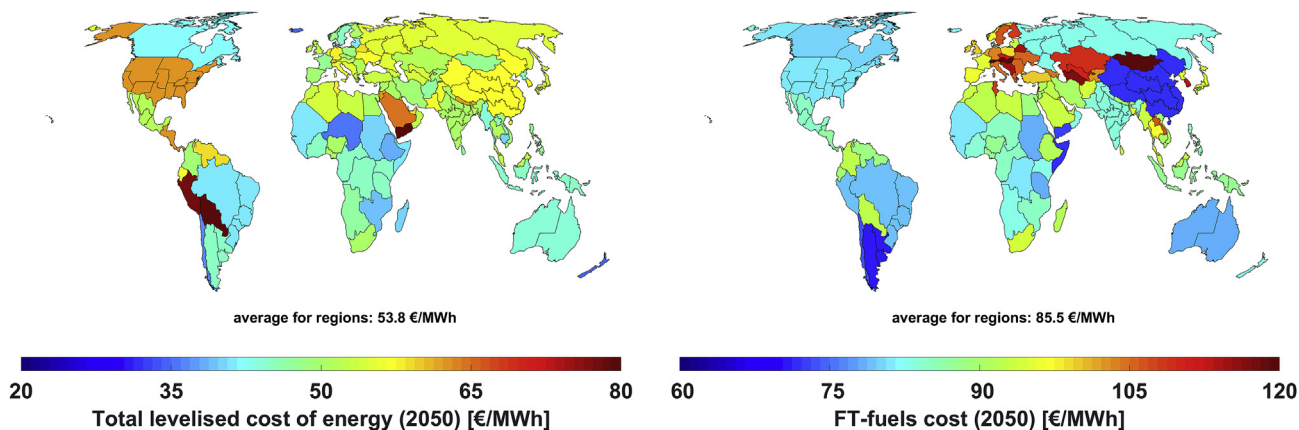 average for regions: 53.8 €/MWh
20 35 50 65 80
Total levelised cost of energy (2050) [€/MWh]
average for regions: 85.5 €/MWh
60 75 90 105 120
FT-fuels cost (2050) [€/MWh]